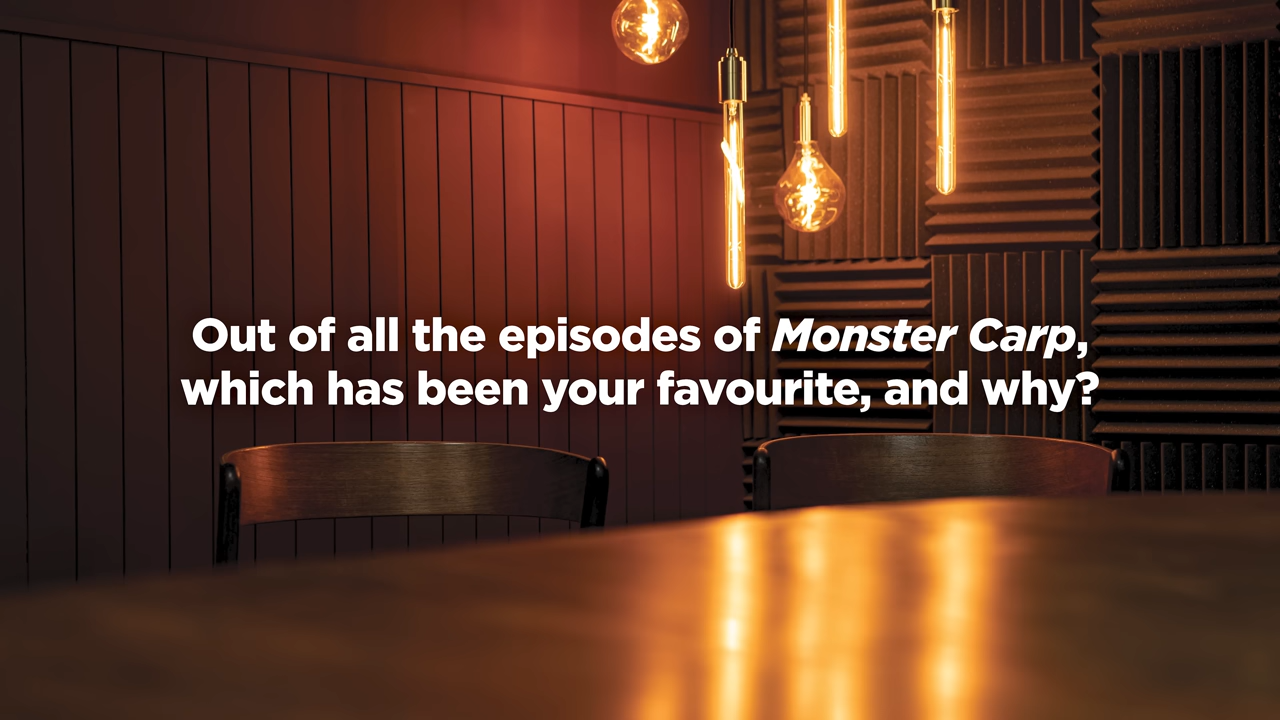 Out of all the episodes of Monster Carp,
which has been your favourite, and why?